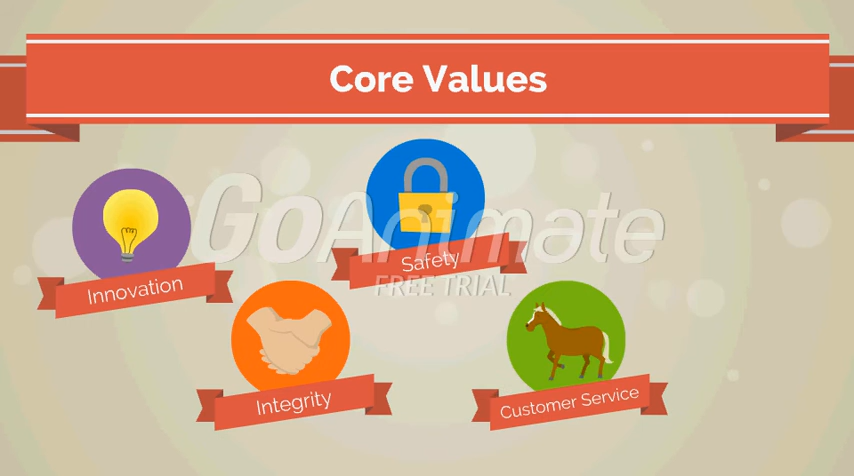 Core Values
GoAnimate
FREE TRIAL
Innovation
Safety
Integrity
Customer Service